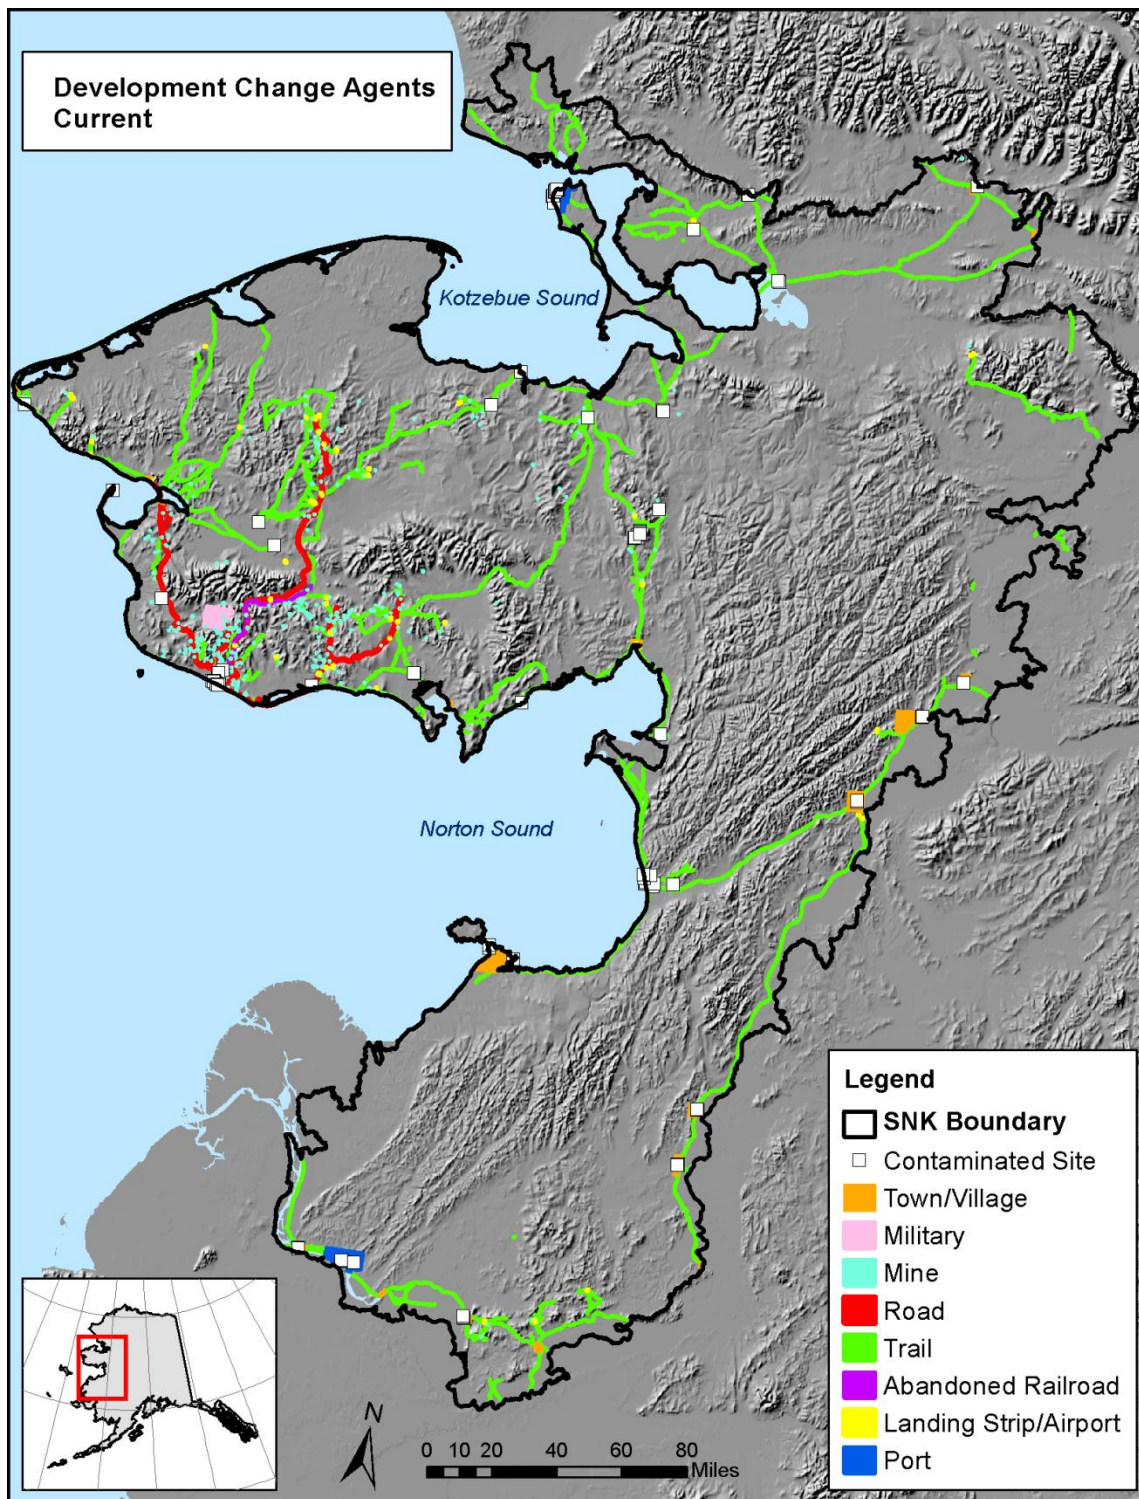 Development Change Agents
Current
Kotzebue Sound
Norton Sound
Legend
SNK Boundary
Contaminated Site
Town/Village
Military
Mine
Road
Trail
Abandoned Railroad
Landing Strip/Airport
Port
N
0 10 20 40 60 80
Miles